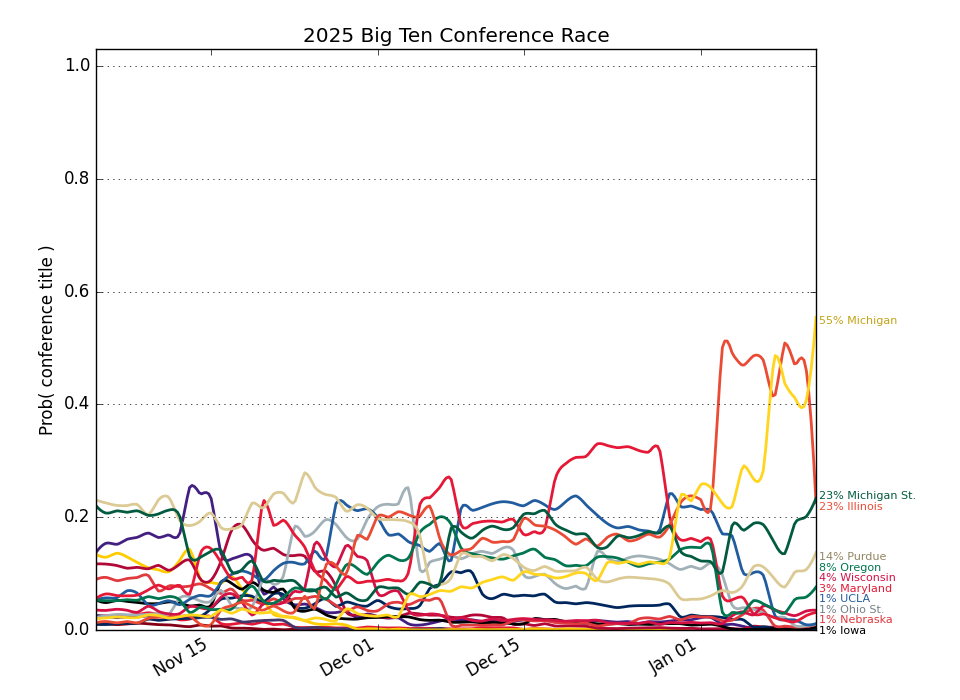 2025 Big Ten Conference Race
Prob( conference title )
1.0
0.8
0.6
0.4
0.2
0.0
Nov 15
Dec 01
Dec 15
Jan 01
55% Michigan
23% Michigan St.
23% Illinois
14% Purdue
8% Oregon
4% Wisconsin
3% Maryland
1% UCLA
1% Ohio St.
1% Nebraska
1% Iowa